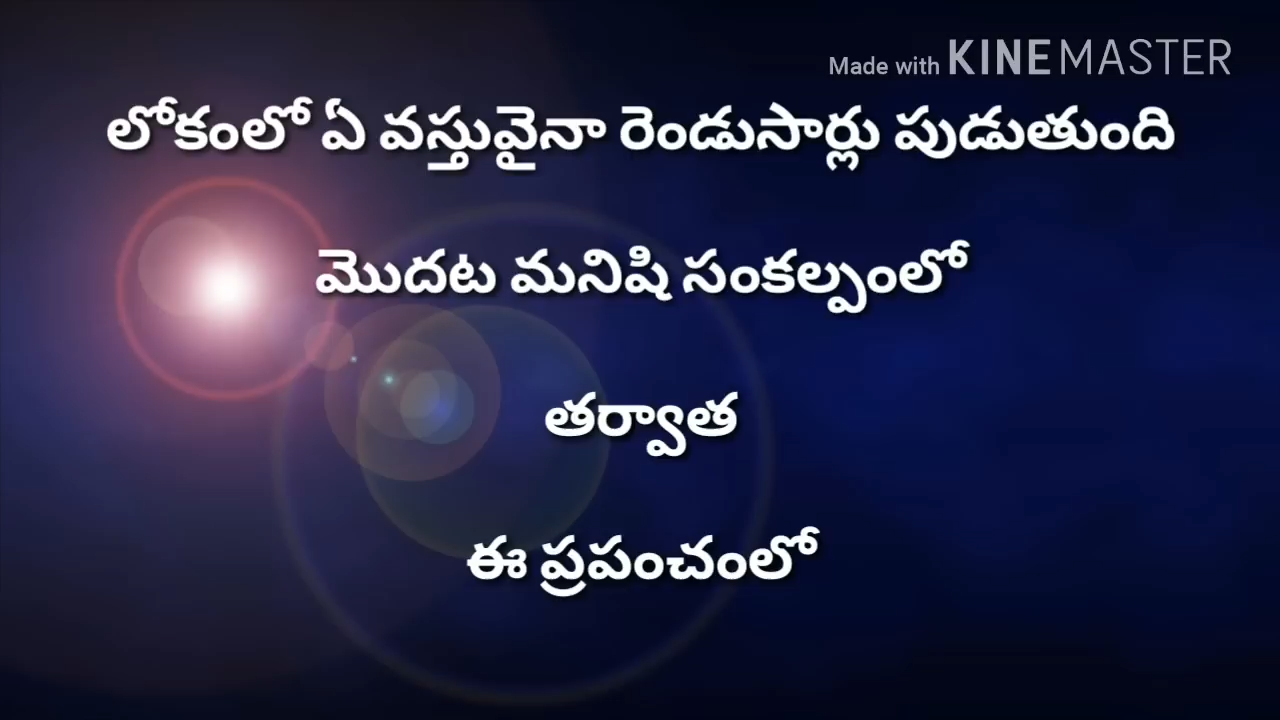 Made with KINEMASTER
లోకంలో ఏ వస్తువైనా రెండుసార్లు పుడుతుంది
మొదట మనిషి సంకల్పంలో
తర్వాత
ఈ ప్రపంచంలో